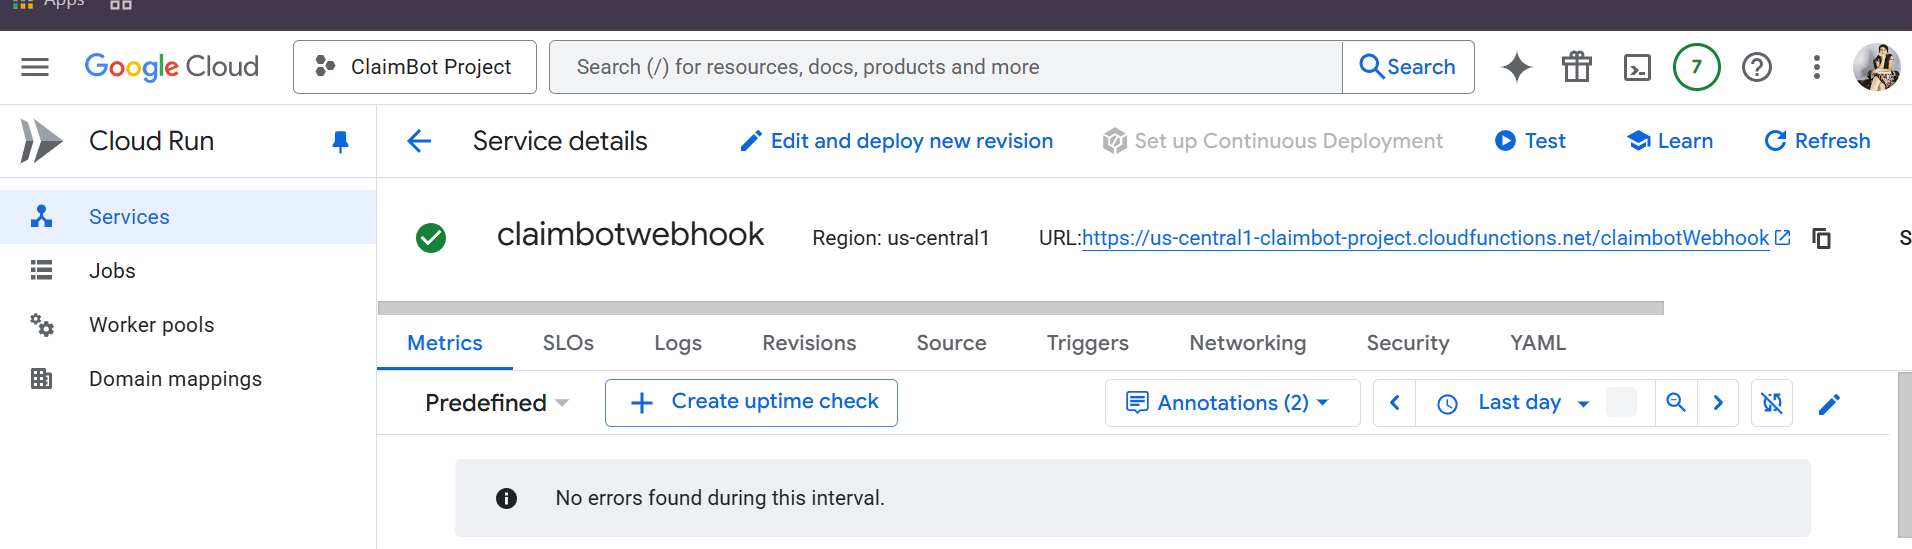 Apps
Google Cloud
ClaimBot Project
Search (/) for resources, docs, products and more
Search
7
Cloud Run
Service details
Edit and deploy new revision
Set up Continuous Deployment
Test
Learn
Refresh
Services
Jobs
Worker pools
Domain mappings
claimbotwebhook
Region: us-central1
URL:https://us-central1-claimbot-project.cloudfunctions.net/claimbotWebhook
S
Metrics
SLOs
Logs
Revisions
Source
Triggers
Networking
Security
YAML
Predefined
Create uptime check
Annotations (2)
Last day
No errors found during this interval.